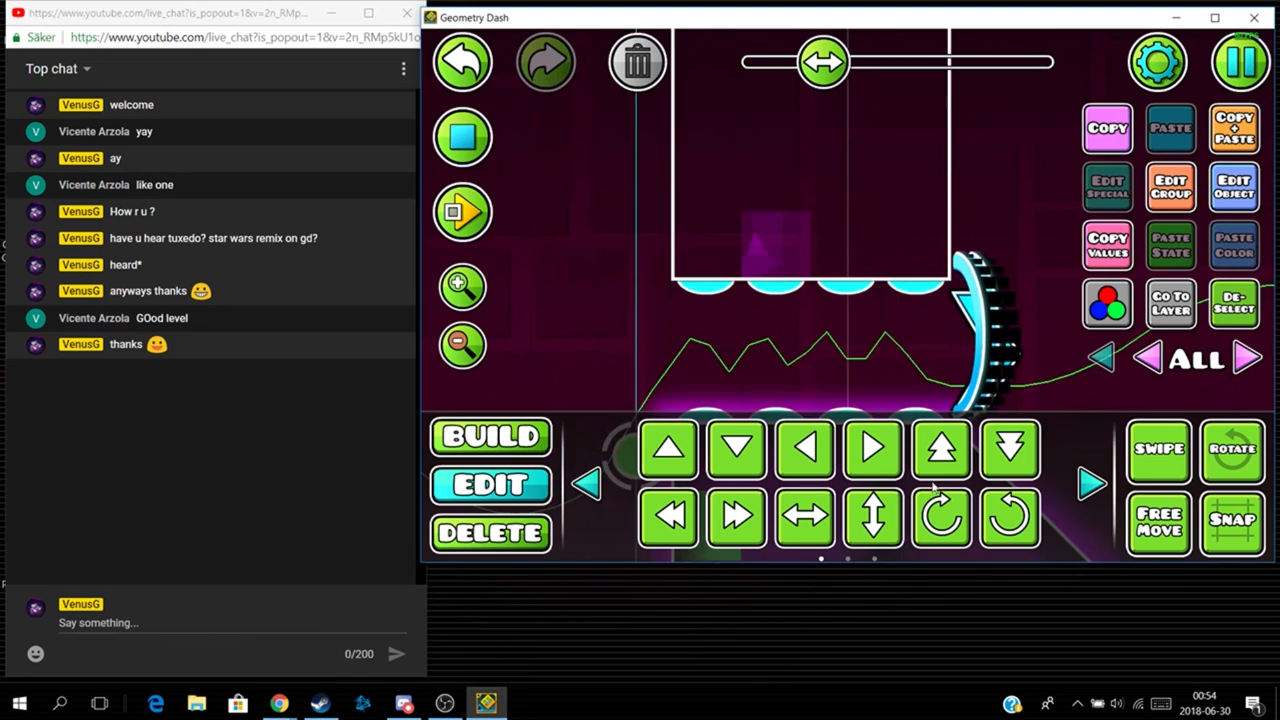 https://www.youtube.com/live_chat?is_popout=1&v=2n_RMp...
Säker
https://www.youtube.com/live_chat?is_popout=1&v=2n_RMp5kU1o
Top chat
VenusG welcome
V Vicente Arzola yay
VenusG ay
V Vicente Arzola like one
VenusG How r u ?
VenusG have u hear tuxedo? star wars remix on gd?
VenusG heard*
VenusG anyways thanks 😀
V Vicente Arzola GOod level
VenusG thanks 😛
VenusG
Say something...
0/200
Geometry Dash
COPY
PASTE
COPY
+
PASTE
EDIT
SPECIAL
EDIT
GROUP
EDIT
OBJECT
COPY
VALUES
PASTE
STATE
PASTE
COLOR
GO TO
LAYER
DE-
SELECT
ALL
BUILD
EDIT
DELETE
SWIPE
ROTATE
FREE
MOVE
SNAP
00:54
2018-06-30
1